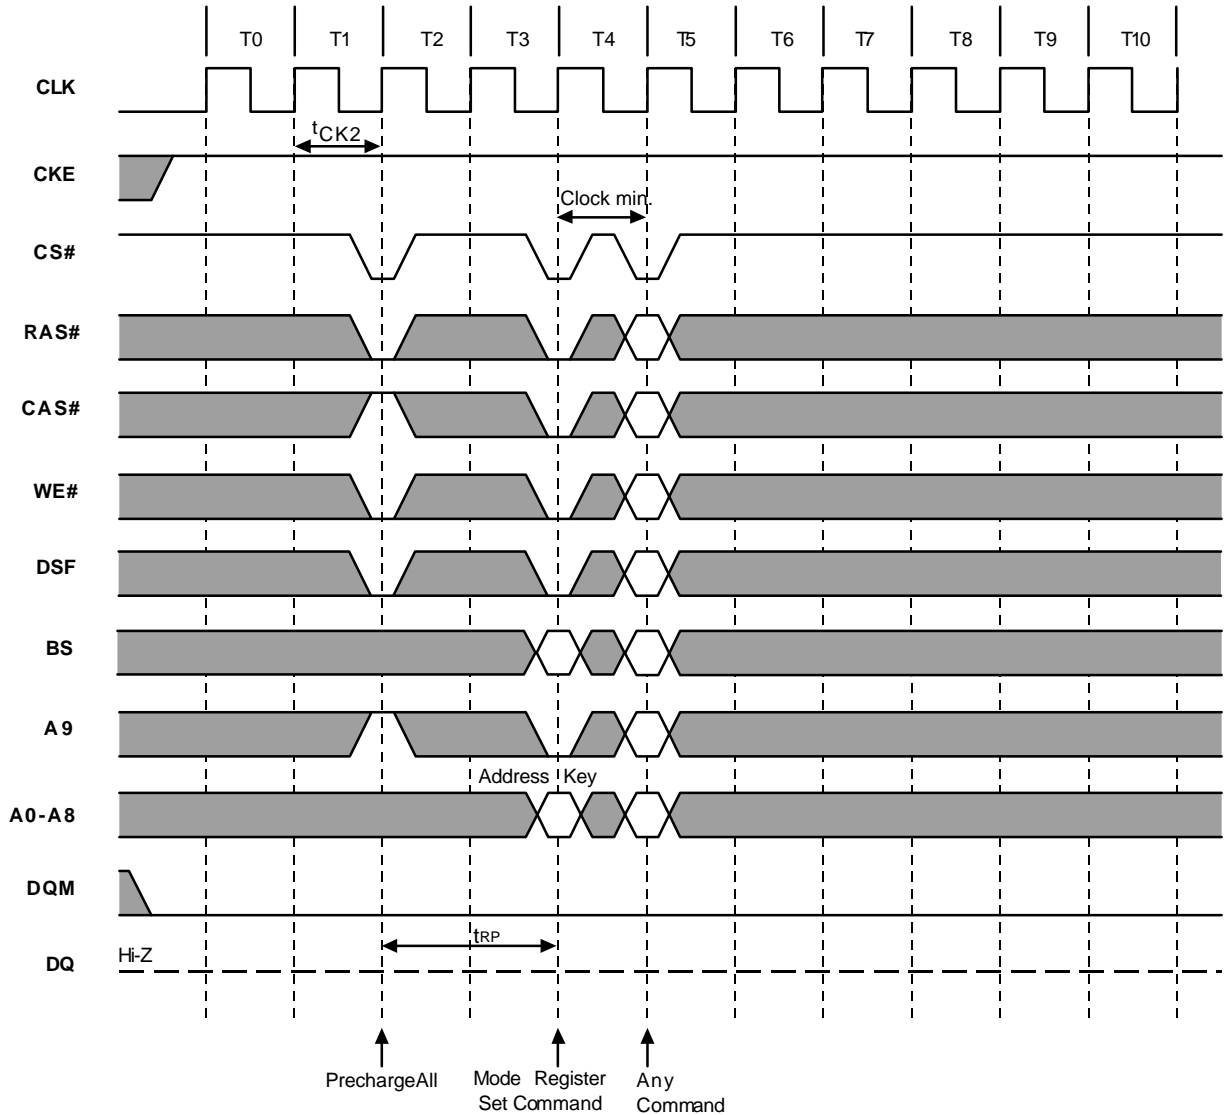 T0 T1 T2 T3 T4 T5 T6 T7 T8 T9 T10
CLK
tCK2
CKE
Clock min.
CS#
RAS#
CAS#
WE#
DSF
BS
A9
Address Key
A0-A8
DQM
tRP
Hi-Z
DQ
PrechargeAll
Mode Register
Set Command
Any
Command